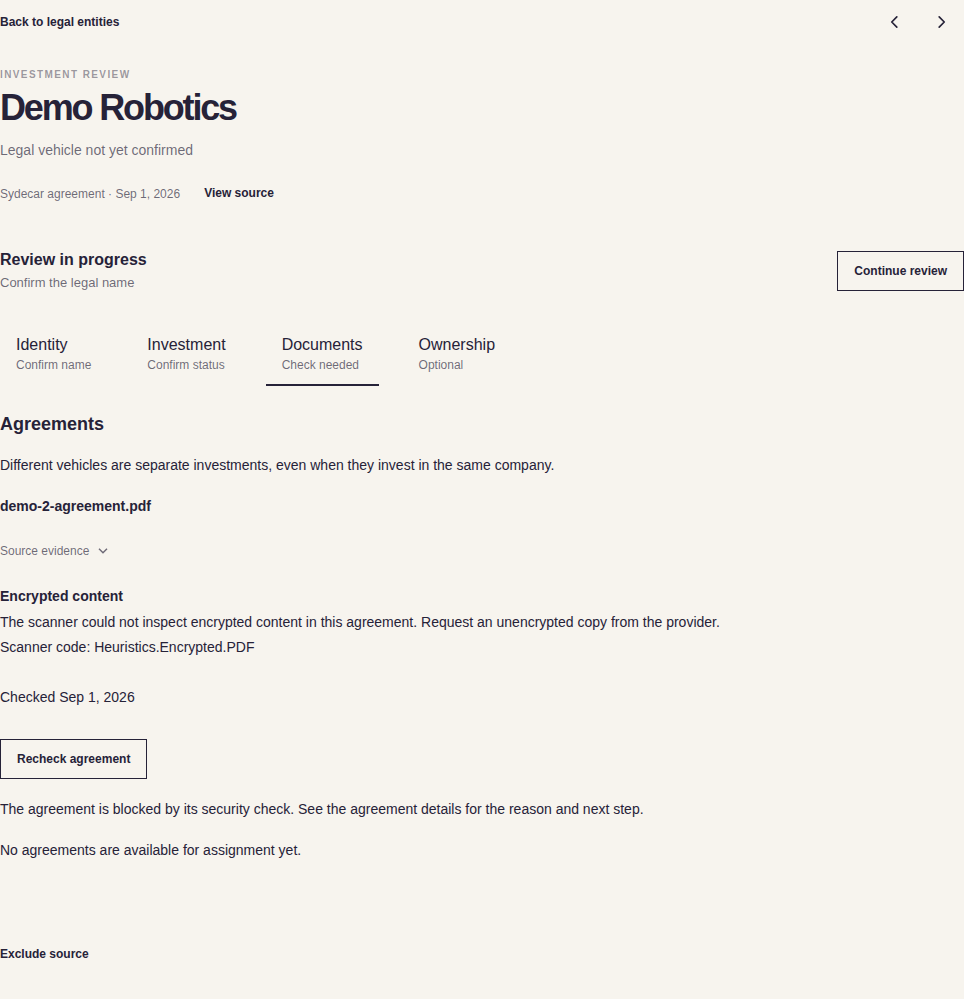 Back to legal entities
INVESTMENT REVIEW
Demo Robotics
Legal vehicle not yet confirmed
Sydecar agreement · Sep 1, 2026 View source
Review in progress
Confirm the legal name
Continue review
Identity Investment Documents Ownership
Confirm name Confirm status Check needed Optional
Agreements
Different vehicles are separate investments, even when they invest in the same company.
demo-2-agreement.pdf
Source evidence
Encrypted content
The scanner could not inspect encrypted content in this agreement. Request an unencrypted copy from the provider.
Scanner code: Heuristics.Encrypted.PDF
Checked Sep 1, 2026
Recheck agreement
The agreement is blocked by its security check. See the agreement details for the reason and next step.
No agreements are available for assignment yet.
Exclude source